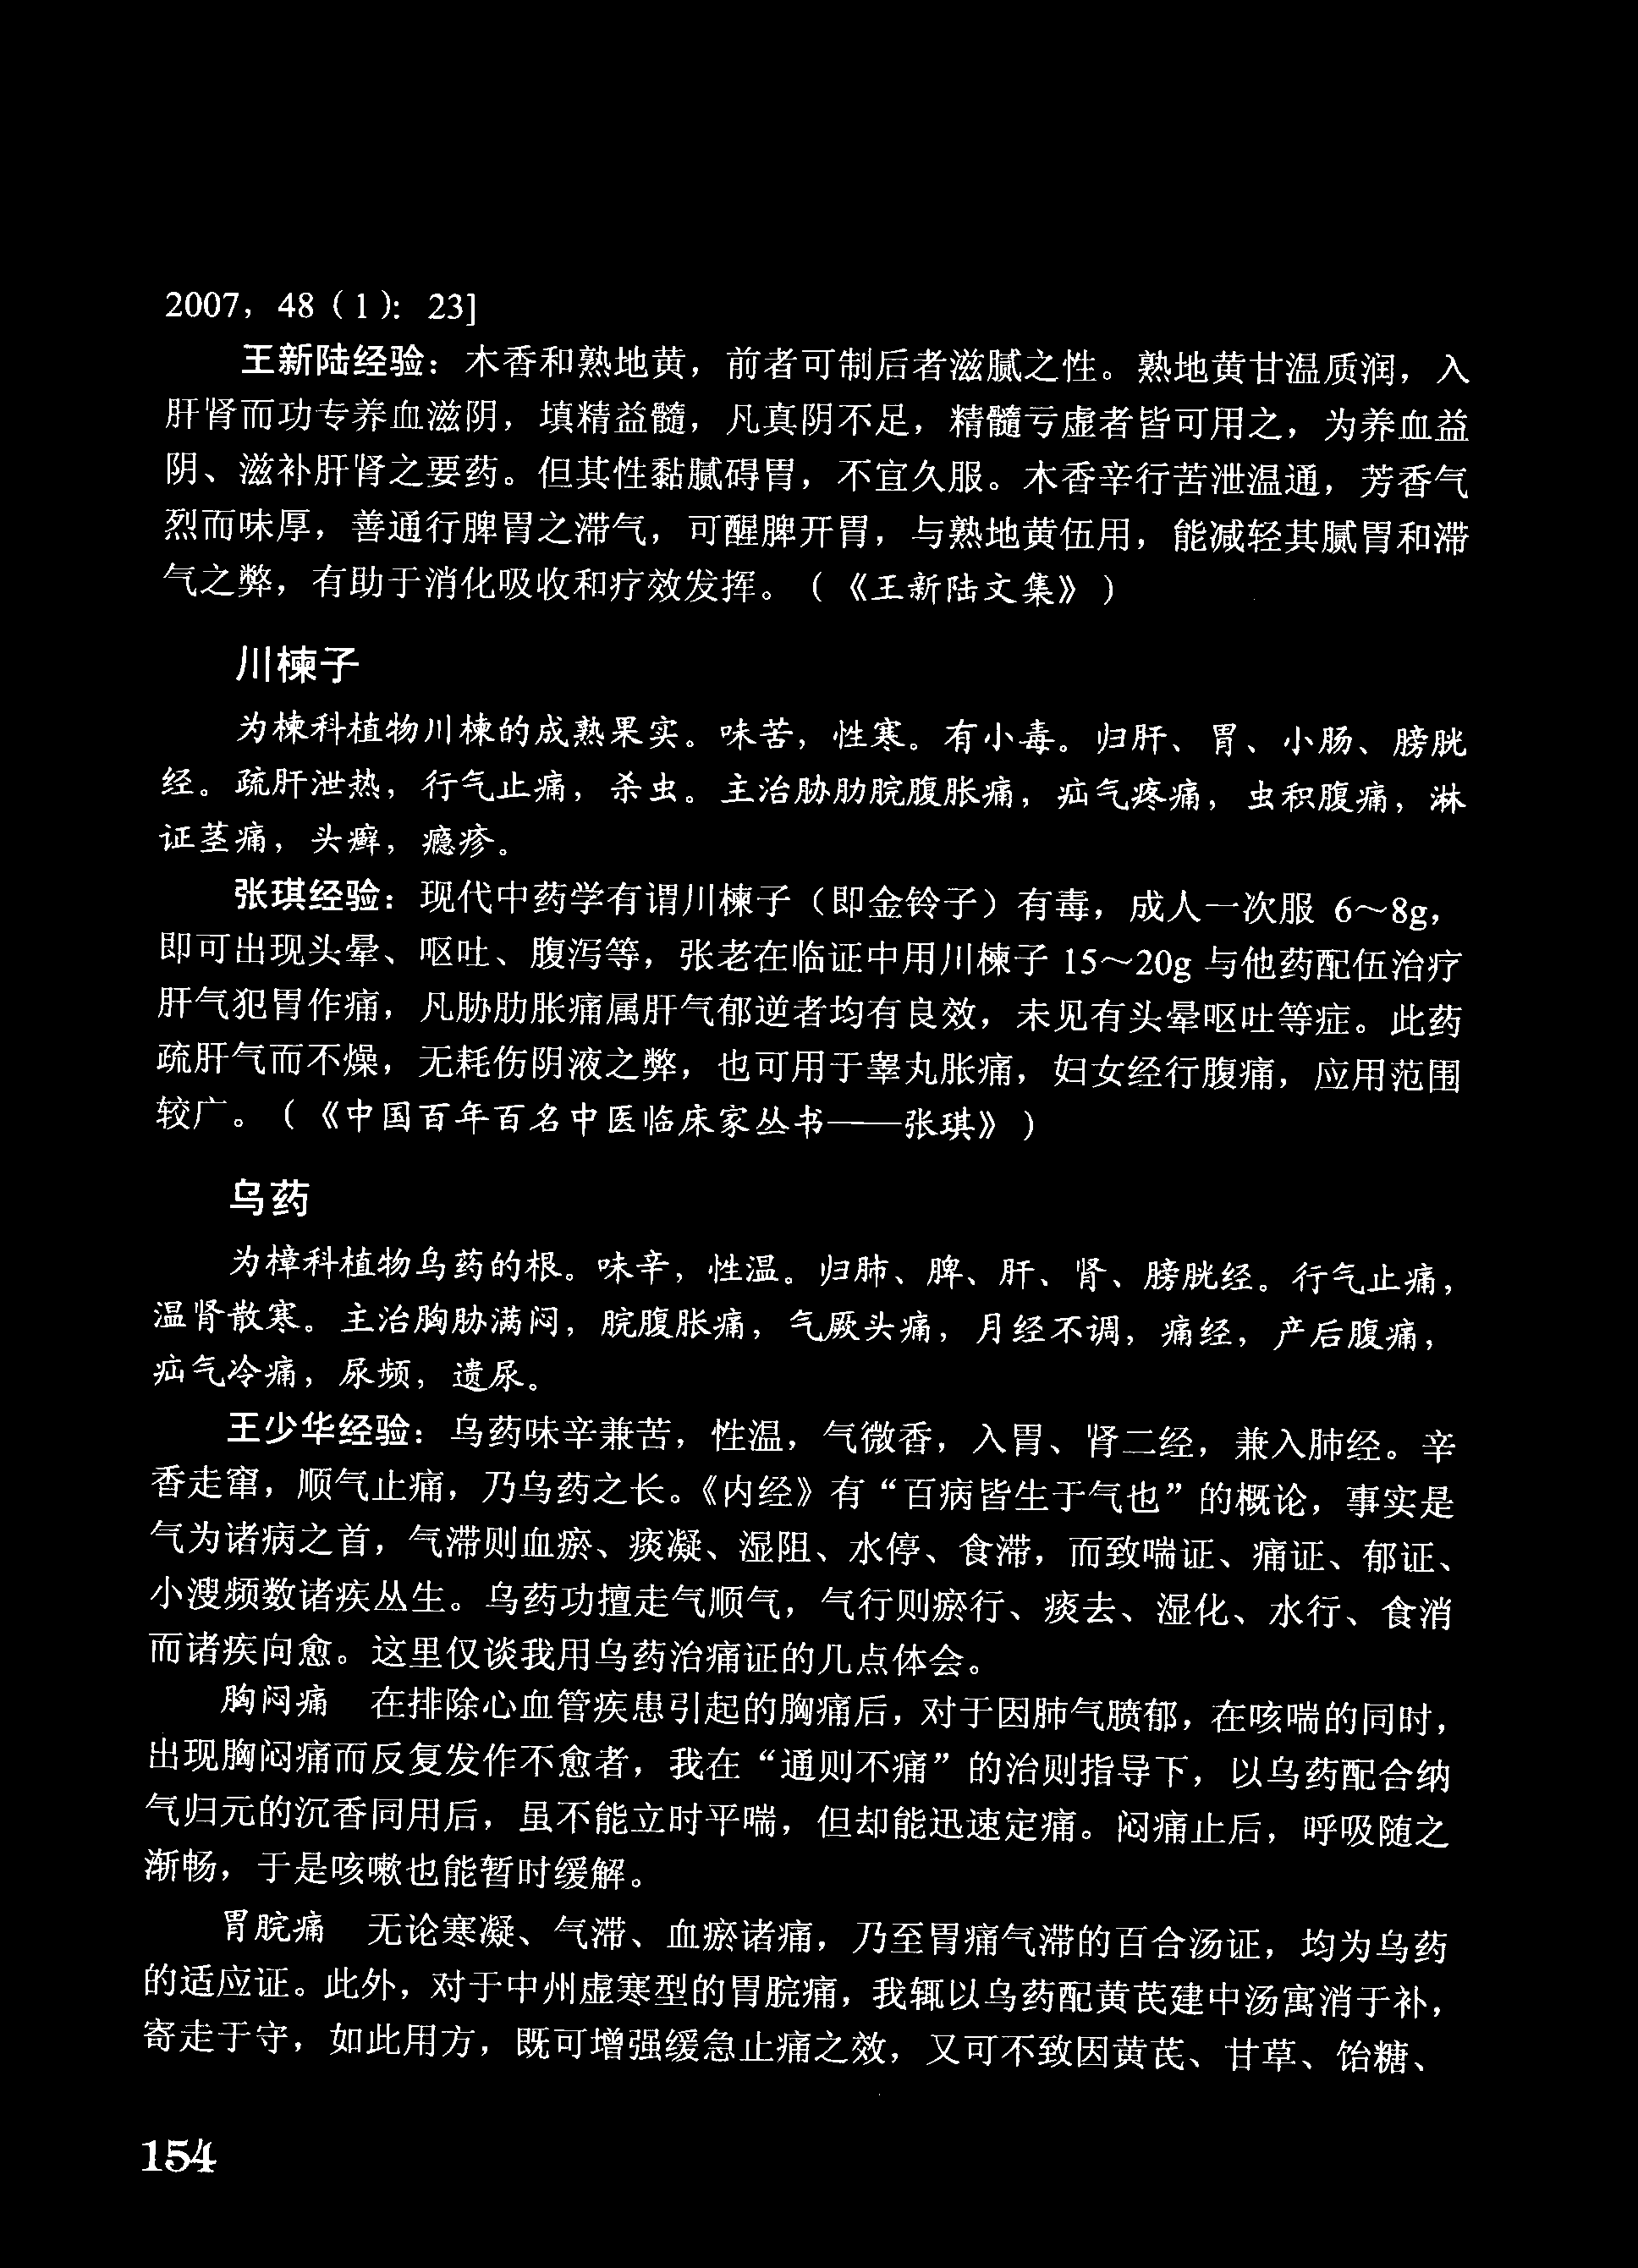 2007，48（1）：23]
王新陆经验：木香和熟地黄，前者可制后者滋腻之性。熟地黄甘温质润，入
肝肾而功专养血滋阴，填精益髓，凡真阴不足，精髓亏虚者皆可用之，为养血益
阴、滋补肝肾之要药。但其性黏腻碍胃，不宜久服。木香辛行苦泄温通，芳香气
烈而味厚，善通行脾胃之滞气，可醒脾开胃，与熟地黄伍用，能减轻其腻胃和滞
气之弊，有助于消化吸收和疗效发挥。（《王新陆文集》）
川楝子
为楝科植物川楝的成熟果实。味苦，性寒。有小毒。归肝、胃、小肠、膀胱
经。疏肝泄热，行气止痛，杀虫。主治胁肋脘腹胀痛，疝气疼痛，虫积腹痛，淋
证茎痛，头癣，瘾疹。
张琪经验：现代中药学有谓川楝子（即金铃子）有毒，成人一次服 6～8g，
即可出现头晕、呕吐、腹泻等，张老在临证中用川楝子 15～20g 与他药配伍治疗
肝气犯胃作痛，凡胁肋胀痛属肝气郁逆者均有良效，未见有头晕呕吐等症。此药
疏肝气而不燥，无耗伤阴液之弊，也可用于睾丸胀痛，妇女经行腹痛，应用范围
较广。（《中国百年百名中医临床家丛书——张琪》）
乌药
为樟科植物乌药的根。味辛，性温。归肺、脾、肝、肾、膀胱经。行气止痛，
温肾散寒。主治胸胁满闷，脘腹胀痛，气厥头痛，月经不调，痛经，产后腹痛，
疝气冷痛，尿频，遗尿。
王少华经验：乌药味辛兼苦，性温，气微香，入胃、肾二经，兼入肺经。辛
香走窜，顺气止痛，乃乌药之长。《内经》有“百病皆生于气也”的概论，事实是
气为诸病之首，气滞则血瘀、痰凝、湿阻、水停、食滞，而致喘证、痛证、郁证、
小溲频数诸疾丛生。乌药功擅走气顺气，气行则瘀行、痰去、湿化、水行、食消
而诸疾向愈。这里仅谈我用乌药治痛证的几点体会。
胸闷痛　在排除心血管疾患引起的胸痛后，对于因肺气膹郁，在咳喘的同时，
出现胸闷痛而反复发作不愈者，我在“通则不痛”的治则指导下，以乌药配合纳
气归元的沉香同用后，虽不能立时平喘，但却能迅速定痛。闷痛止后，呼吸随之
渐畅，于是咳嗽也能暂时缓解。
胃脘痛　无论寒凝、气滞、血瘀诸痛，乃至胃痛气滞的百合汤证，均为乌药
的适应证。此外，对于中州虚寒型的胃脘痛，我辄以乌药配黄芪建中汤寓消于补，
寄走于守，如此用方，既可增强缓急止痛之效，又可不致因黄芪、甘草、饴糖、
154